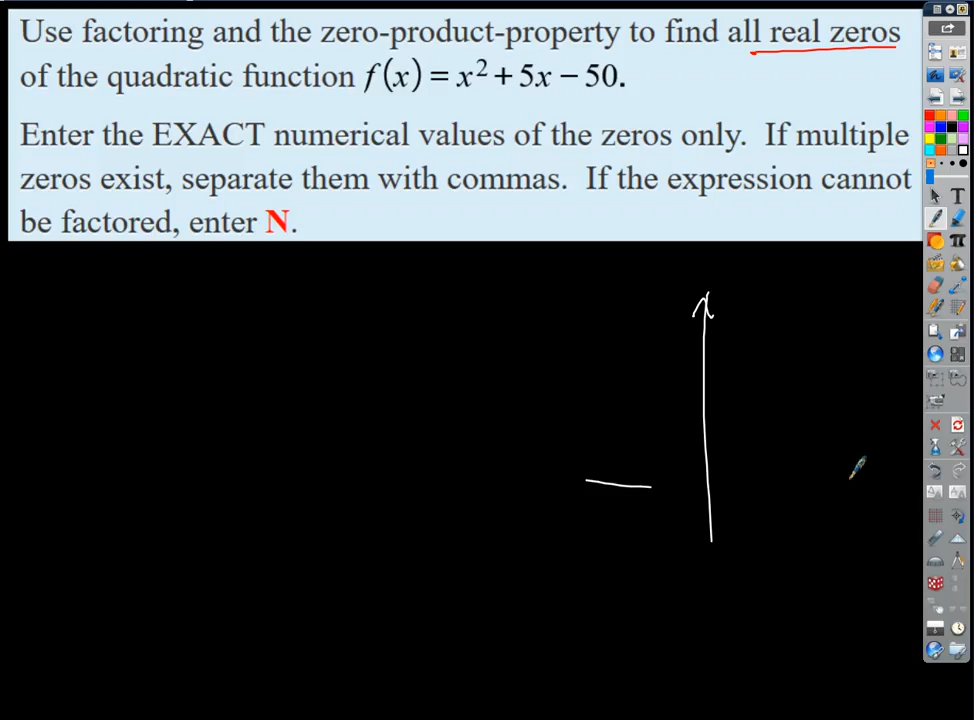 Use factoring and the zero-product-property to find all real zeros
of the quadratic function f(x) = x² + 5x − 50.
Enter the EXACT numerical values of the zeros only. If multiple
zeros exist, separate them with commas. If the expression cannot
be factored, enter N.